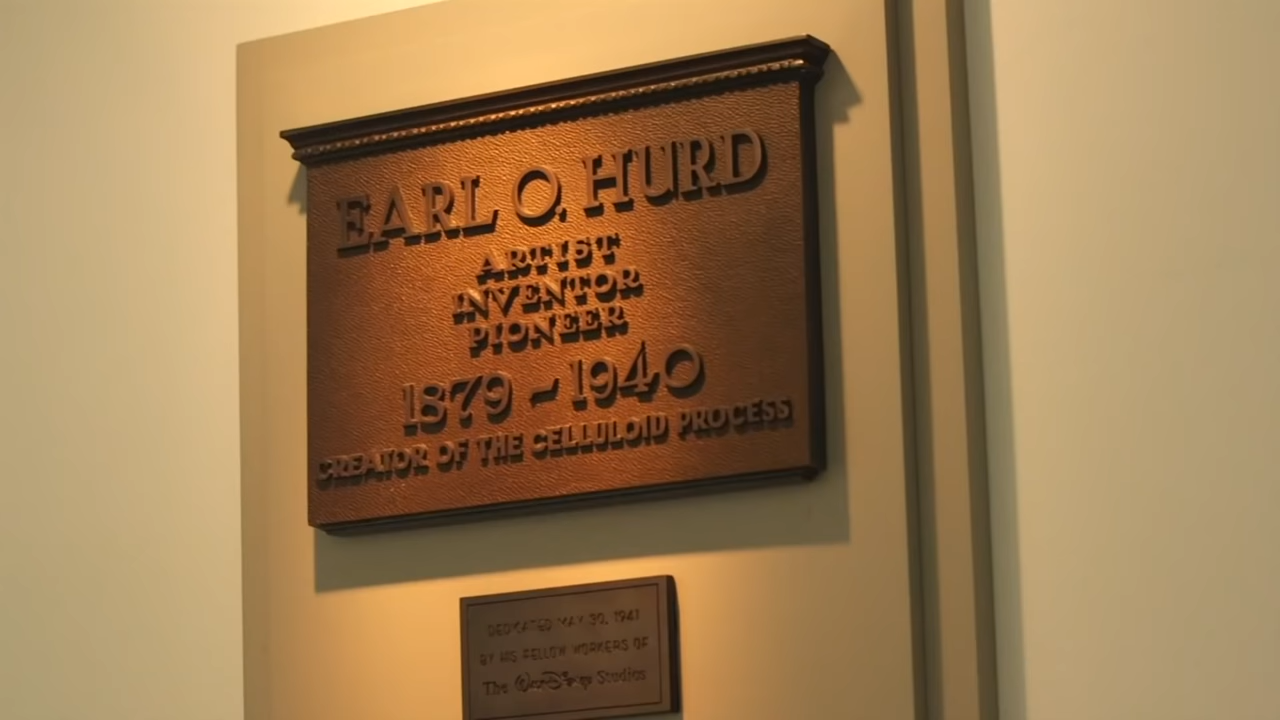 EARL O. HURD
ARTIST
INVENTOR
PIONEER
1879 - 1940
CREATOR OF THE CELLULOID PROCESS
DEDICATED MAY 30, 1941
BY HIS FELLOW WORKERS OF
The Walt Disney Studios